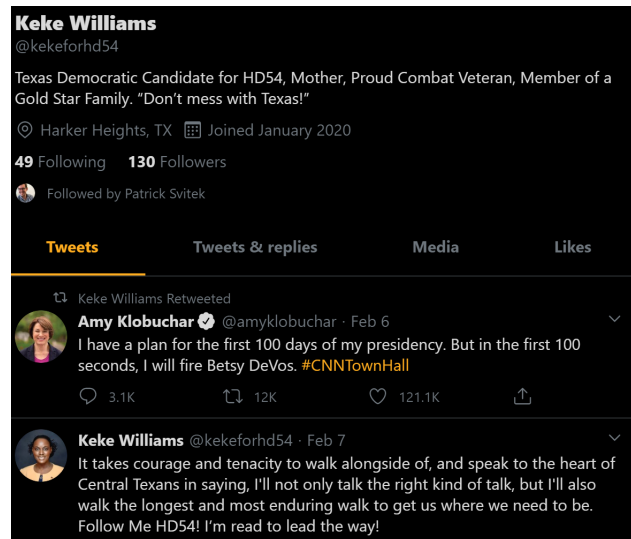 Keke Williams
@kekeforhd54
Texas Democratic Candidate for HD54, Mother, Proud Combat Veteran, Member of a
Gold Star Family. “Don’t mess with Texas!”
Harker Heights, TX Joined January 2020
49 Following 130 Followers
Followed by Patrick Svitek
Tweets Tweets & replies Media Likes
Keke Williams Retweeted
Amy Klobuchar @amyklobuchar · Feb 6
I have a plan for the first 100 days of my presidency. But in the first 100
seconds, I will fire Betsy DeVos. #CNNTownHall
3.1K 12K 121.1K
Keke Williams @kekeforhd54 · Feb 7
It takes courage and tenacity to walk alongside of, and speak to the heart of
Central Texans in saying, I'll not only talk the right kind of talk, but I'll also
walk the longest and most enduring walk to get us where we need to be.
Follow Me HD54! I’m read to lead the way!